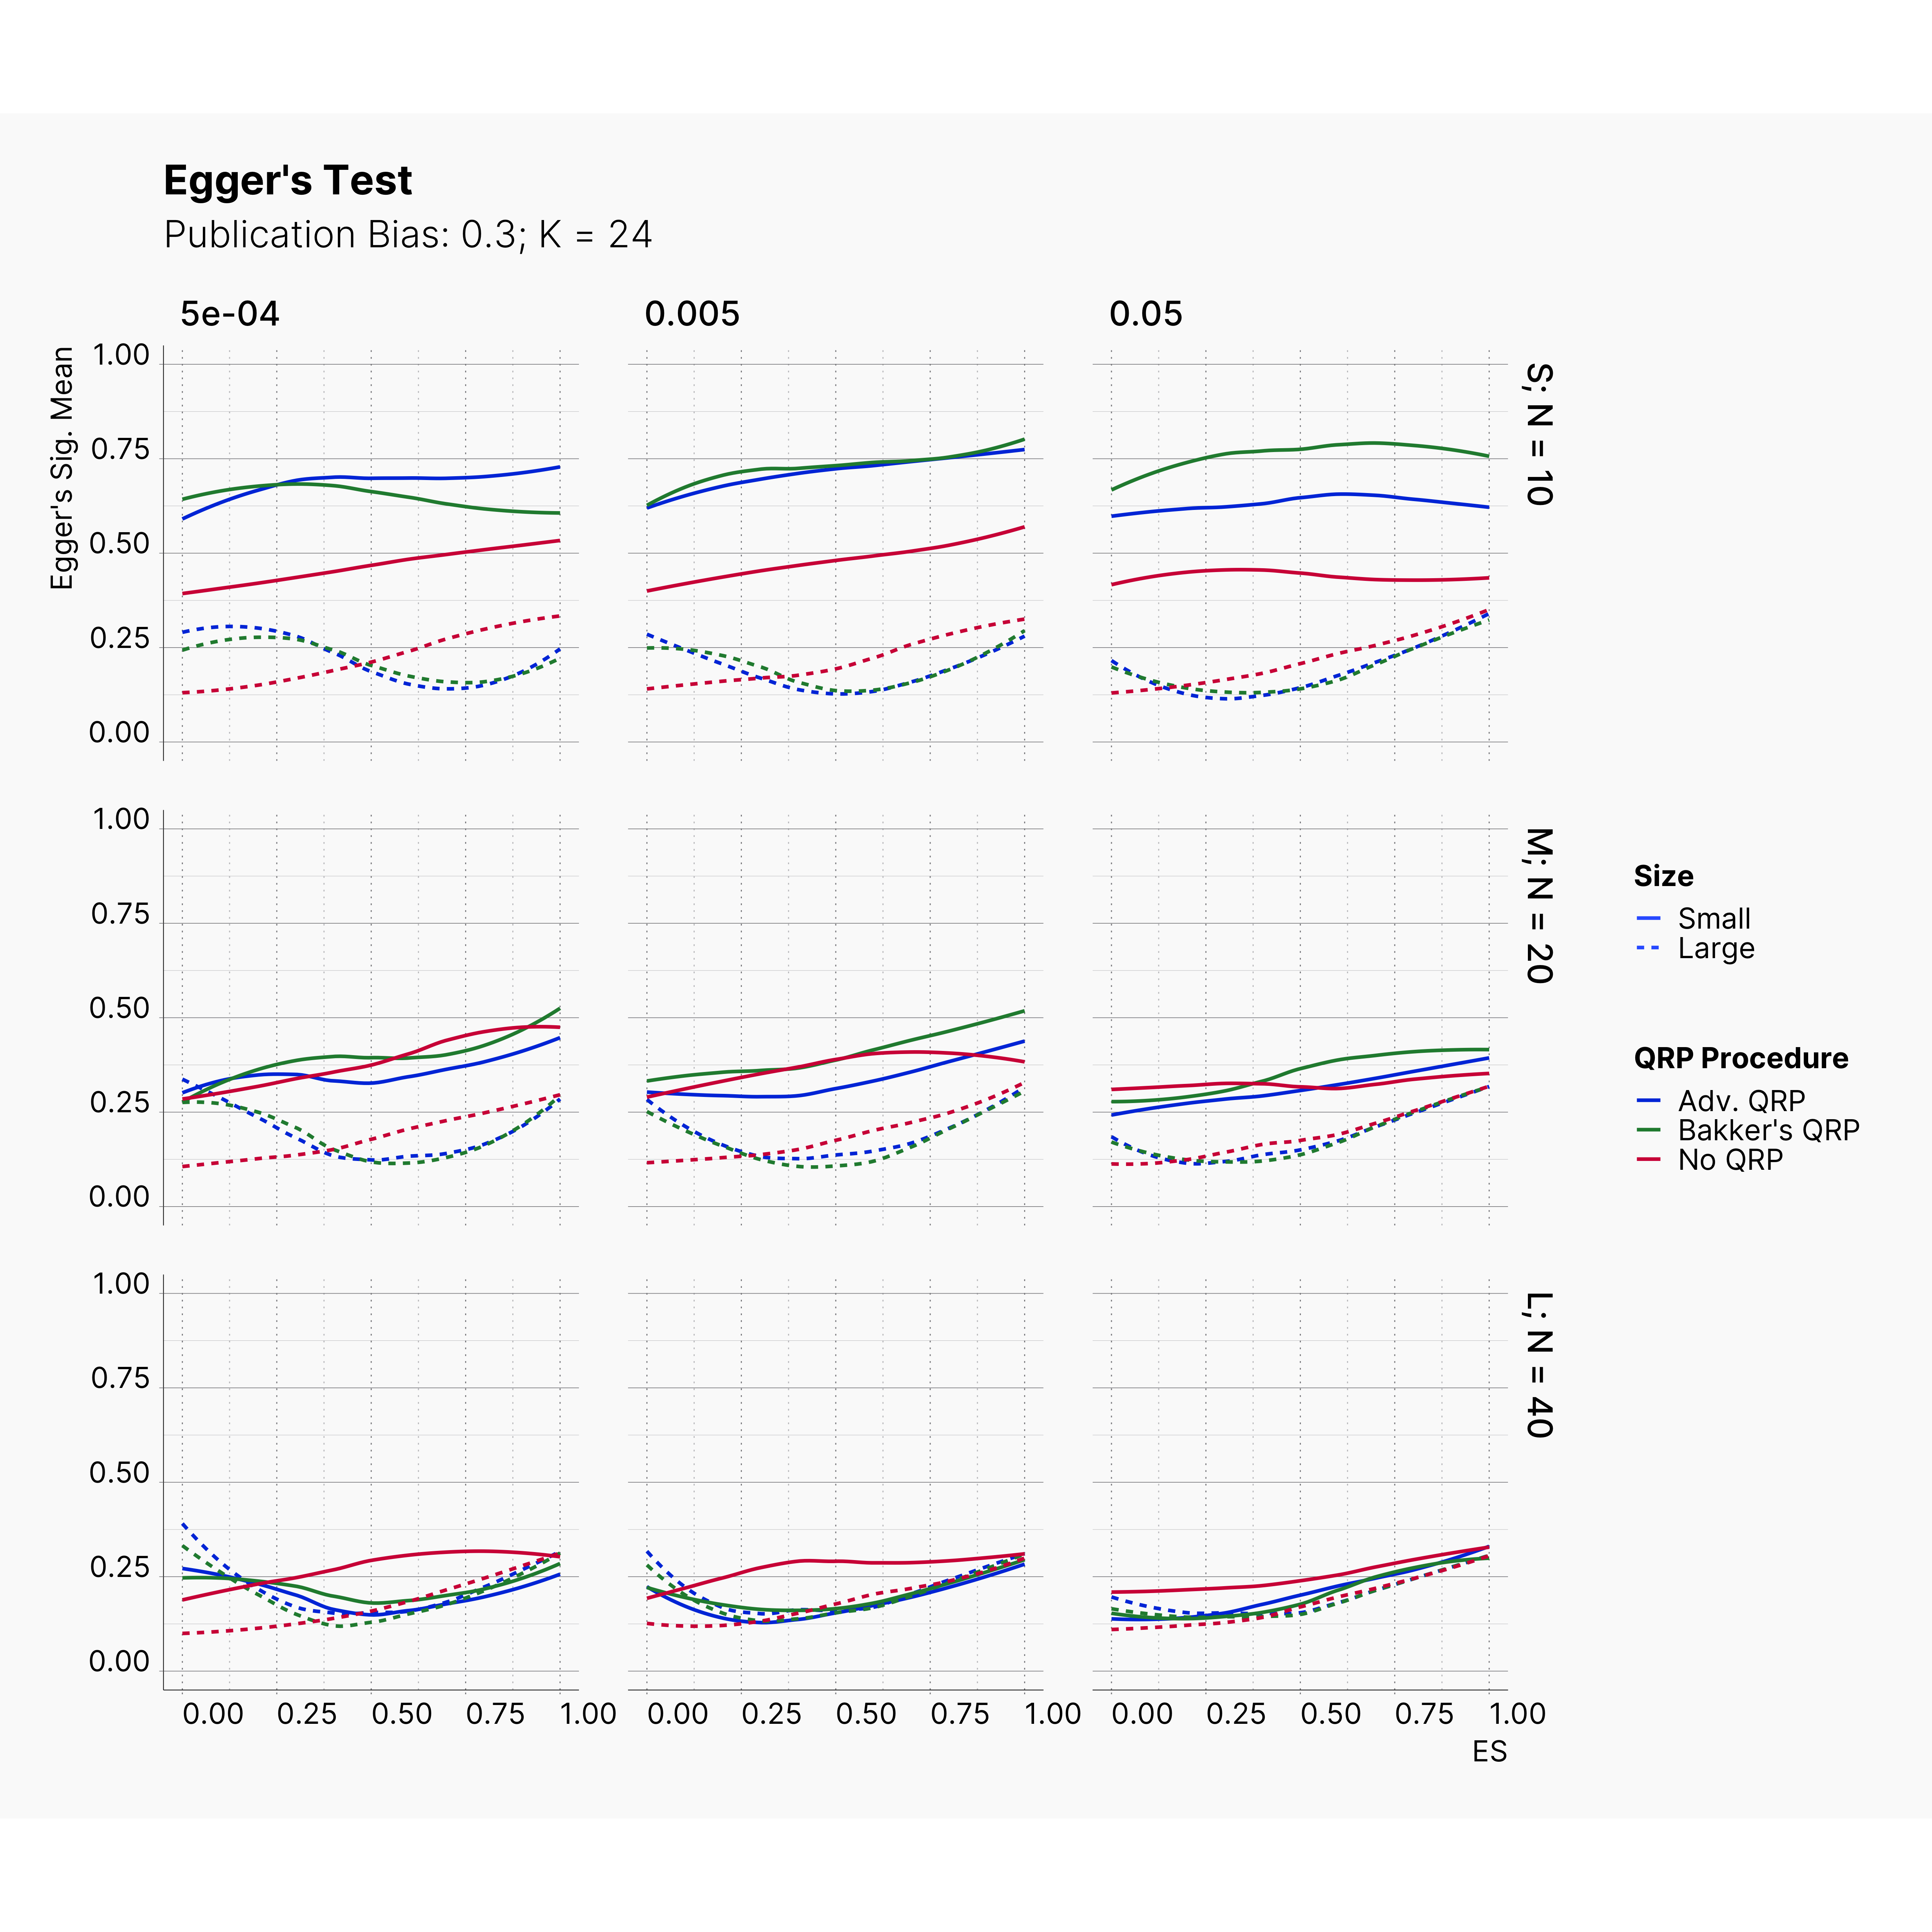 Egger's Test
Publication Bias: 0.3; K = 24
5e-04 0.005 0.05
Egger's Sig. Mean
1.00
0.75
0.50
0.25
0.00
S; N = 10
1.00
0.75
0.50
0.25
0.00
M; N = 20
1.00
0.75
0.50
0.25
0.00
L; N = 40
0.00 0.25 0.50 0.75 1.00 0.00 0.25 0.50 0.75 1.00 0.00 0.25 0.50 0.75 1.00
ES
Size
Small
Large
QRP Procedure
Adv. QRP
Bakker's QRP
No QRP